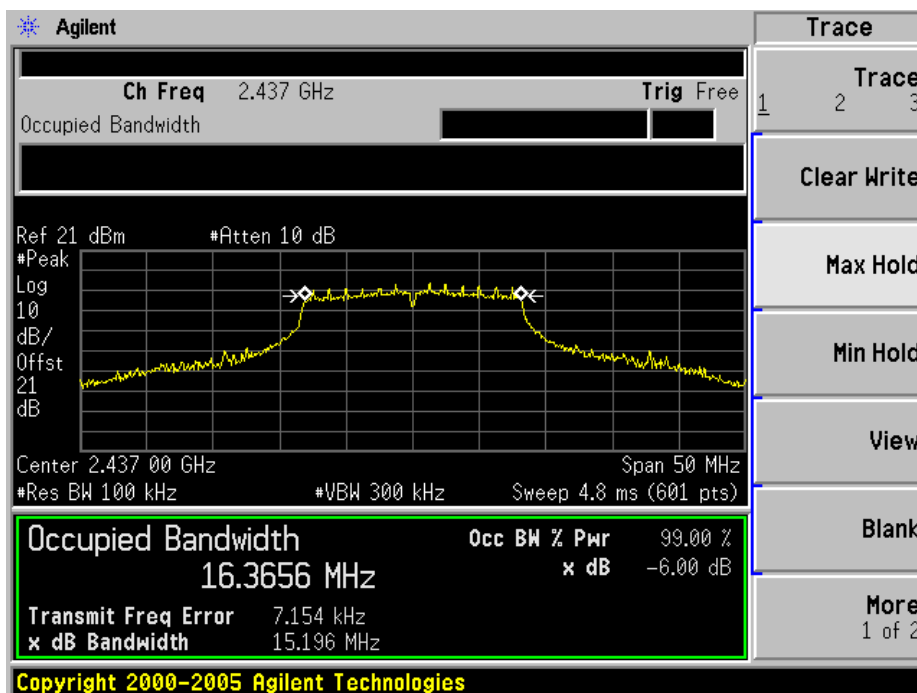 Agilent
Trace
Ch Freq 2.437 GHz Trig Free
Occupied Bandwidth
Trace
1 2 3
Clear Write
Max Hold
Min Hold
View
Blank
More
1 of 2
Ref 21 dBm #Atten 10 dB
#Peak
Log
10
dB/
Offst
21
dB
Center 2.437 00 GHz Span 50 MHz
#Res BW 100 kHz #VBW 300 kHz Sweep 4.8 ms (601 pts)
Occupied Bandwidth
16.3656 MHz
Occ BW % Pwr 99.00 %
x dB -6.00 dB
Transmit Freq Error 7.154 kHz
x dB Bandwidth 15.196 MHz
Copyright 2000-2005 Agilent Technologies